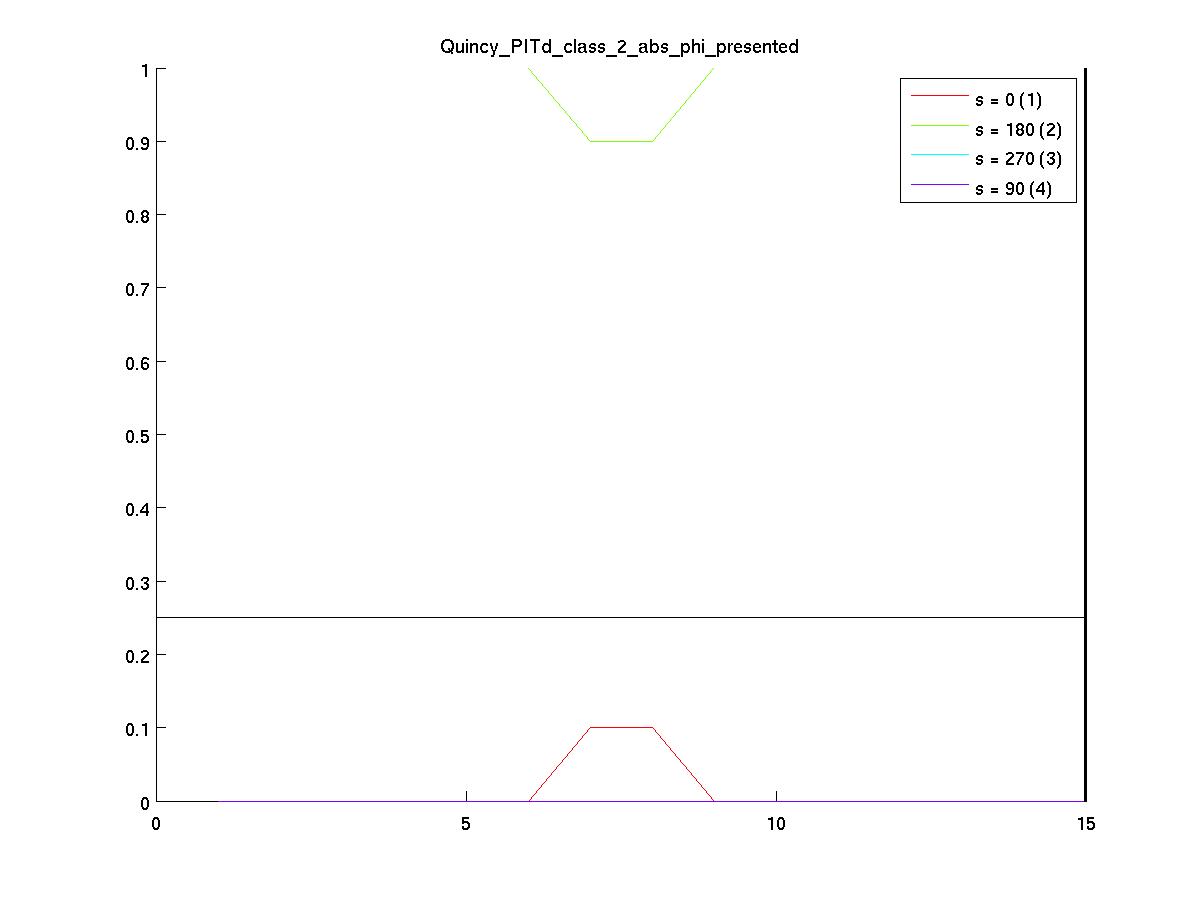 Quincy_PITd_class_2_abs_phi_presented
1
0.9
0.8
0.7
0.6
0.5
0.4
0.3
0.2
0.1
0
0 5 10 15
s = 0 (1)
s = 180 (2)
s = 270 (3)
s = 90 (4)